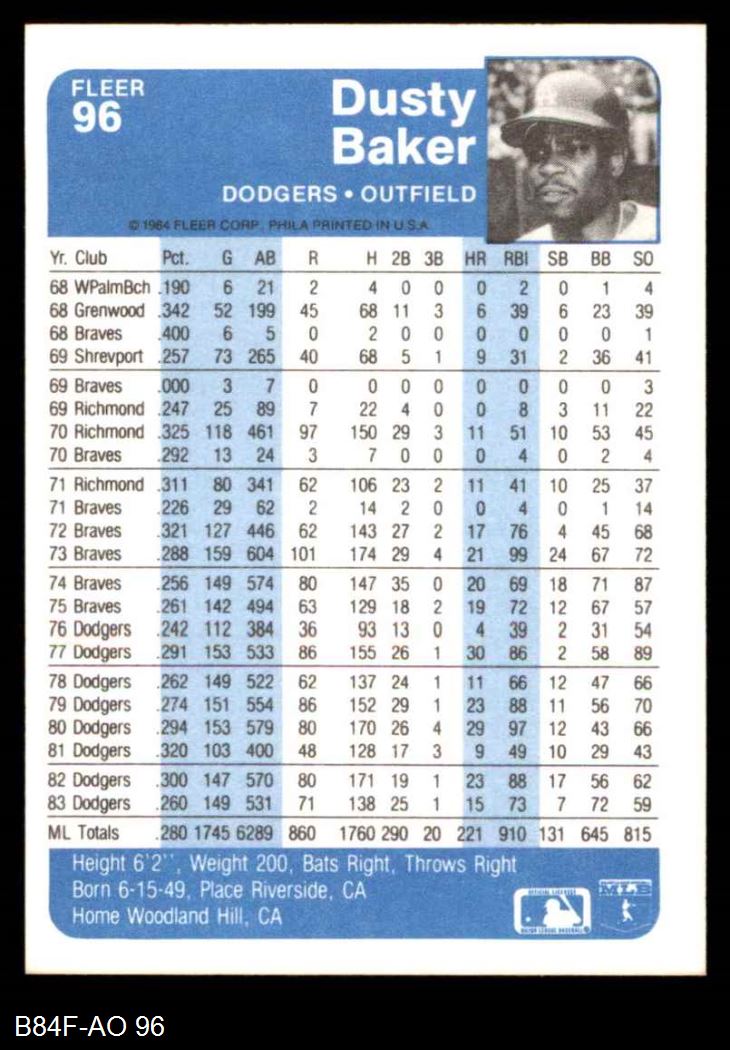 FLEER
96
Dusty
Baker
DODGERS • OUTFIELD
© 1984 FLEER CORP., PHILA PRINTED IN U.S.A.
Yr. Club Pct. G AB R H 2B 3B HR RBI SB BB SO
68 WPalmBch .190 6 21 2 4 0 0 0 2 0 1 4
68 Grenwood .342 52 199 45 68 11 3 6 39 6 23 39
68 Braves .400 6 5 0 2 0 0 0 0 0 0 1
69 Shrevport .257 73 265 40 68 5 1 9 31 2 36 41
69 Braves .000 3 7 0 0 0 0 0 0 0 0 3
69 Richmond .247 25 89 7 22 4 0 0 8 3 11 22
70 Richmond .325 118 461 97 150 29 3 11 51 10 53 45
70 Braves .292 13 24 3 7 0 0 0 4 0 2 4
71 Richmond .311 80 341 62 106 23 2 11 41 10 25 37
71 Braves .226 29 62 2 14 2 0 0 4 0 1 14
72 Braves .321 127 446 62 143 27 2 17 76 4 45 68
73 Braves .288 159 604 101 174 29 4 21 99 24 67 72
74 Braves .256 149 574 80 147 35 0 20 69 18 71 87
75 Braves .261 142 494 63 129 18 2 19 72 12 67 57
76 Dodgers .242 112 384 36 93 13 0 4 39 2 31 54
77 Dodgers .291 153 533 86 155 26 1 30 86 2 58 89
78 Dodgers .262 149 522 62 137 24 1 11 66 12 47 66
79 Dodgers .274 151 554 86 152 29 1 23 88 11 56 70
80 Dodgers .294 153 579 80 170 26 4 29 97 12 43 66
81 Dodgers .320 103 400 48 128 17 3 9 49 10 29 43
82 Dodgers .300 147 570 80 171 19 1 23 88 17 56 62
83 Dodgers .260 149 531 71 138 25 1 15 73 7 72 59
ML Totals .280 1745 6289 860 1760 290 20 221 910 131 645 815
Height 6'2'', Weight 200, Bats Right, Throws Right
Born 6-15-49, Place Riverside, CA
Home Woodland Hill, CA
OFFICIAL LICENSEE
MAJOR LEAGUE BASEBALL
B84F-AO 96